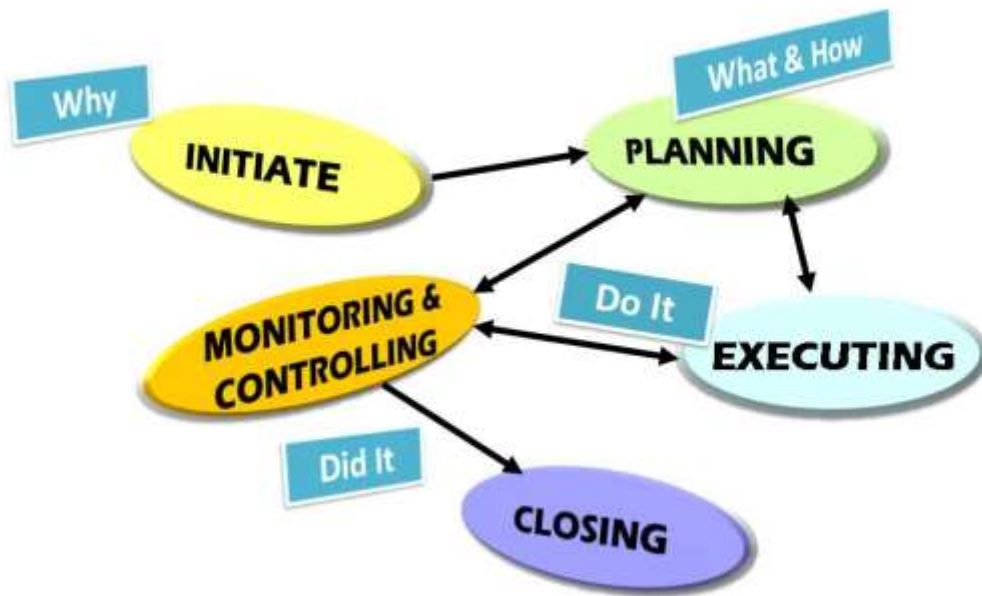 Why
INITIATE
What & How
PLANNING
Do It
EXECUTING
MONITORING &
CONTROLLING
Did It
CLOSING